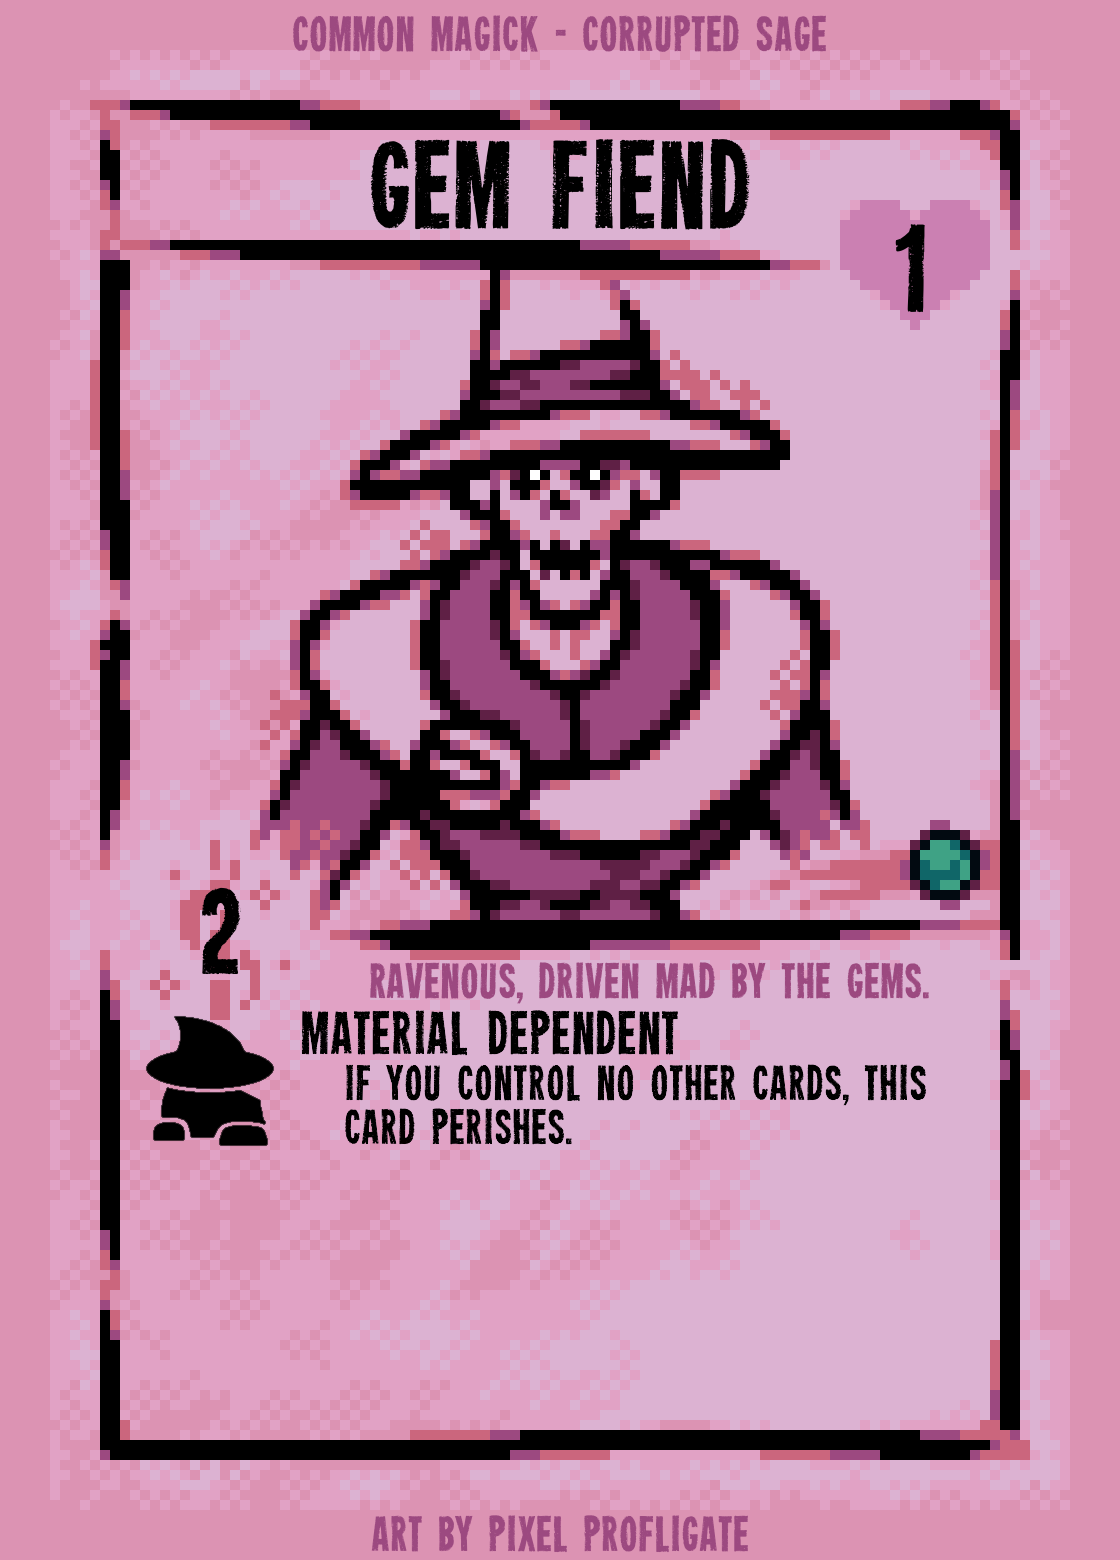 COMMON MAGICK - CORRUPTED SAGE
GEM FIEND
1
2
RAVENOUS, DRIVEN MAD BY THE GEMS.
MATERIAL DEPENDENT
IF YOU CONTROL NO OTHER CARDS, THIS
CARD PERISHES.
ART BY PIXEL PROFLIGATE